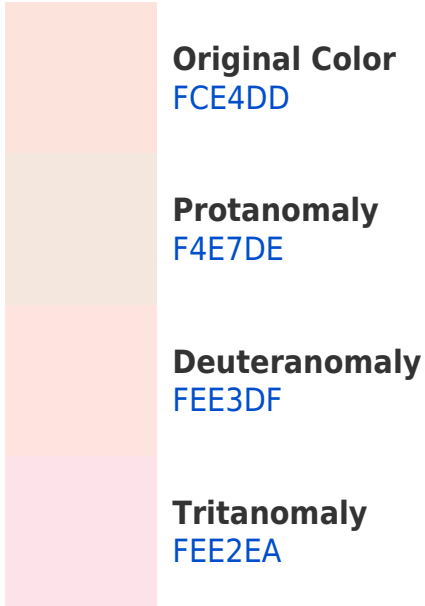 Original Color
FCE4DD
Protanomaly
F4E7DE
Deuteranomaly
FEE3DF
Tritanomaly
FEE2EA